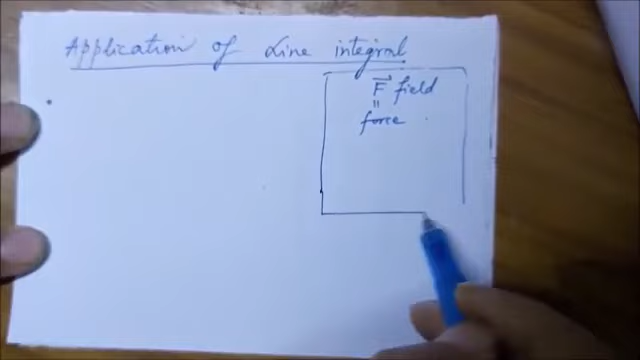 Application of Line integral
F⃗ field
=
force